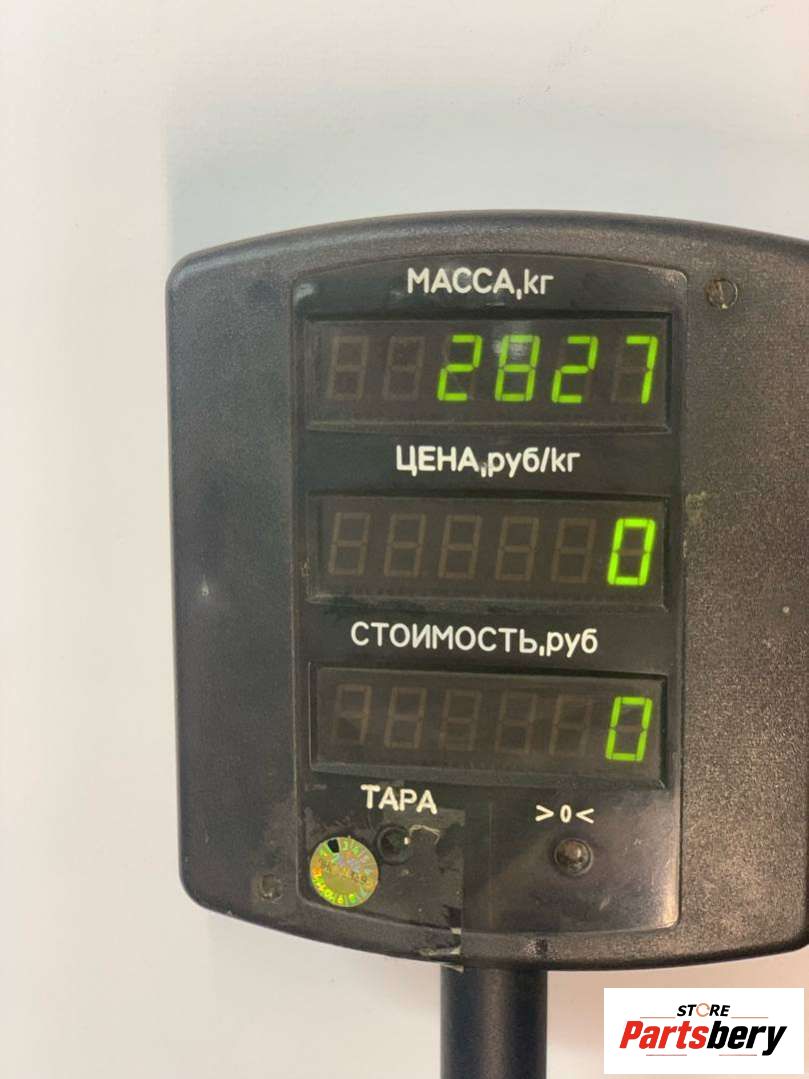 МАССА,кг
2827
ЦЕНА,руб/кг
0
СТОИМОСТЬ,руб
0
ТАРА
>0<
STORE
Partsbery